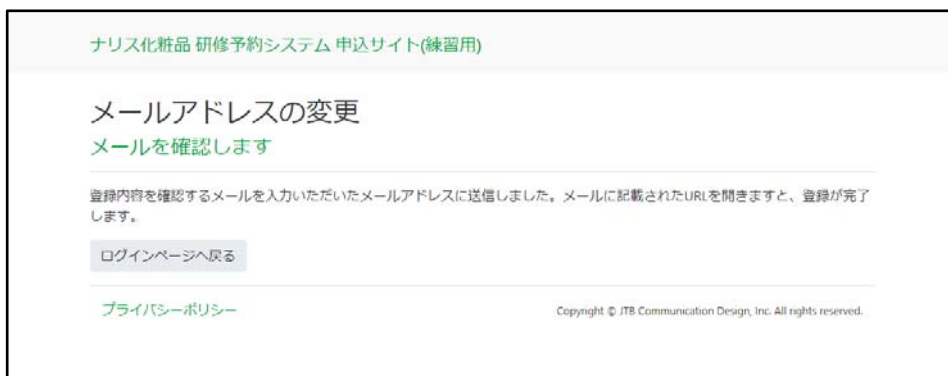 ナリス化粧品 研修予約システム 申込サイト(練習用)
メールアドレスの変更
メールを確認します
登録内容を確認するメールを入力いただいたメールアドレスに送信しました。メールに記載されたURLを開きますと、登録が完了
します。
ログインページへ戻る
プライバシーポリシー
Copyright © JTB Communication Design, Inc. All rights reserved.